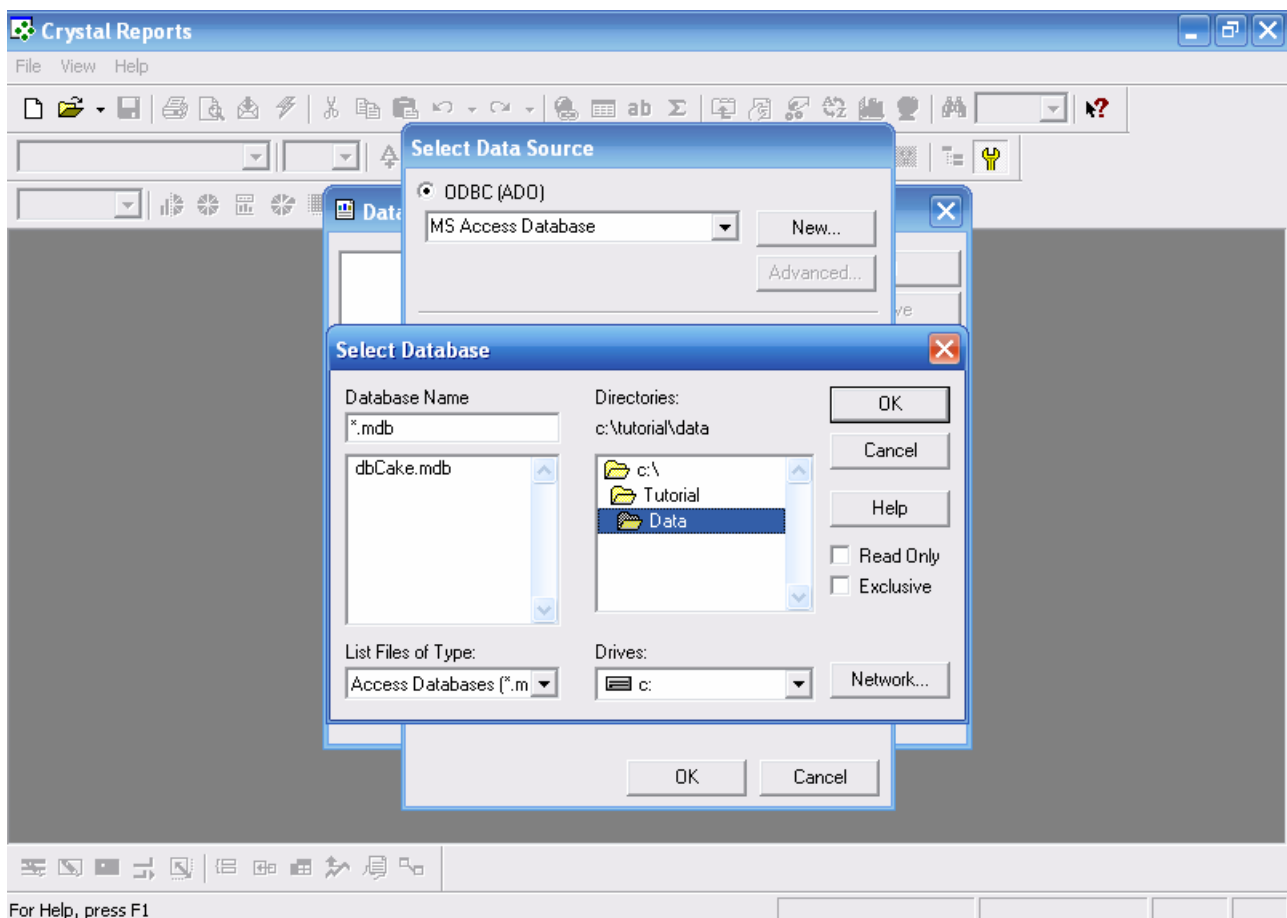 Crystal Reports
File View Help
ab Σ
Select Data Source
ODBC (ADO)
Data
MS Access Database
New...
Advanced...
Select Database
Database Name
Directories:
OK
*.mdb
c:\tutorial\data
Cancel
dbCake.mdb
c:\
Tutorial
Help
Data
Read Only
Exclusive
List Files of Type:
Drives:
Access Databases (*.m
c:
Network...
OK
Cancel
For Help, press F1